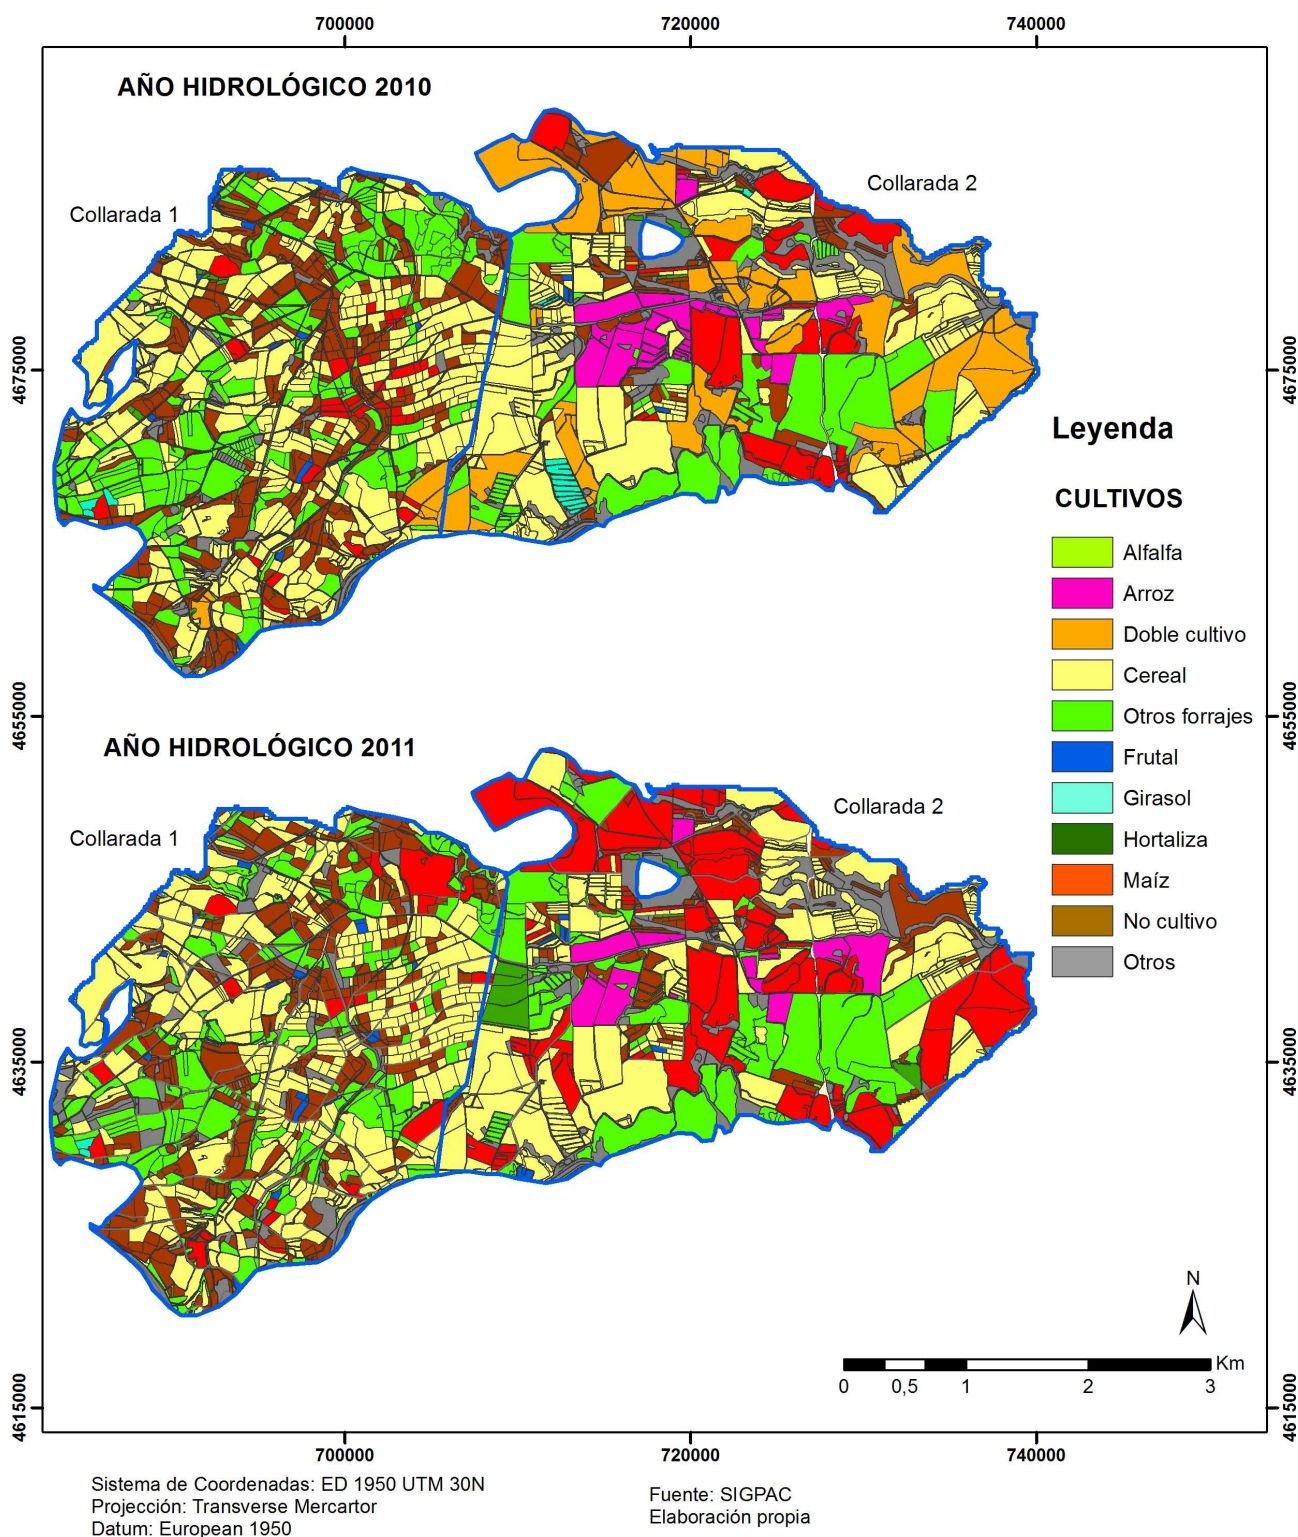 700000 720000 740000
AÑO HIDROLÓGICO 2010
Collarada 1
Collarada 2
4675000 4675000
Leyenda
CULTIVOS
Alfalfa
Arroz
Doble cultivo
Cereal
Otros forrajes
Frutal
Girasol
Hortaliza
Maíz
No cultivo
Otros
4655000 4655000
AÑO HIDROLÓGICO 2011
Collarada 1
Collarada 2
4635000 4635000
N
Km
0 0,5 1 2 3
4615000 4615000
700000 720000 740000
Sistema de Coordenadas: ED 1950 UTM 30N
Projección: Transverse Mercartor
Datum: European 1950
Fuente: SIGPAC
Elaboración propia